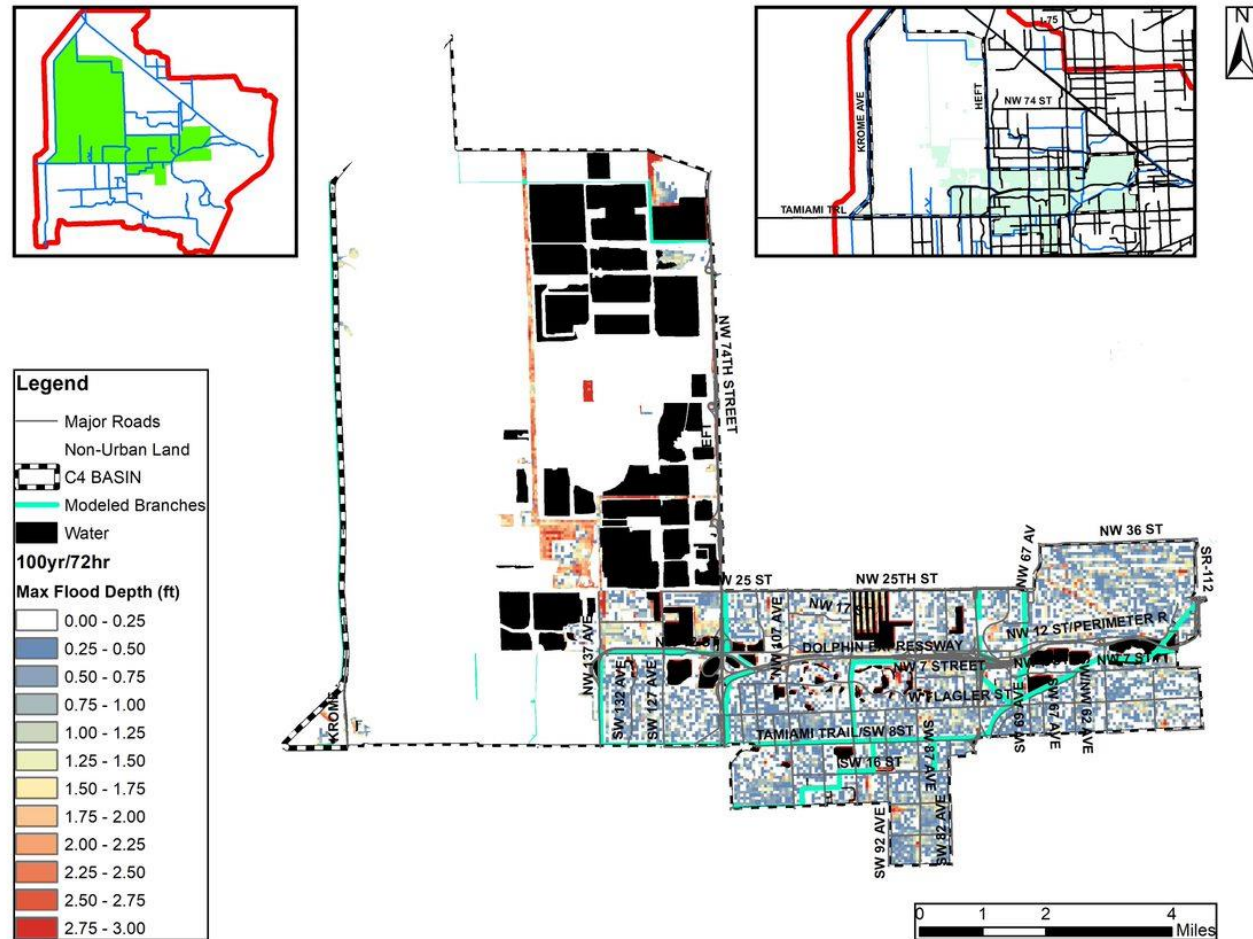 N
I-75
KROME AVE
HEFT
NW 74 ST
TAMIAMI TRL
Legend
Major Roads
Non-Urban Land
C4 BASIN
Modeled Branches
Water
100yr/72hr
Max Flood Depth (ft)
0.00 - 0.25
0.25 - 0.50
0.50 - 0.75
0.75 - 1.00
1.00 - 1.25
1.25 - 1.50
1.50 - 1.75
1.75 - 2.00
2.00 - 2.25
2.25 - 2.50
2.50 - 2.75
2.75 - 3.00
NW 74TH STREET
NW 36 ST
NW 67 AV
SR-112
25 ST
NW 25TH ST
NW 17
NW 12 ST/PERIMETER R
NW 137 AVE
NW 107 AVE
DOLPHIN EXPRESSWAY
NW 7 STREET
NW 7 ST
SW 132 AVE
SW 127 AVE
W FLAGLER ST
SW 69 AVE
SW 67 AVE
SW/NW 62 AVE
KROME
TAMIAMI TRAIL/SW 8ST
SW 87 AVE
SW 16 ST
SW 92 AVE
SW 82 AVE
0 1 2 4
Miles